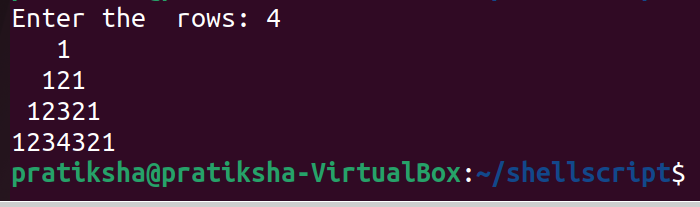 Enter the  rows: 4
   1
  121
 12321
1234321
pratiksha@pratiksha-VirtualBox:~/shellscript$